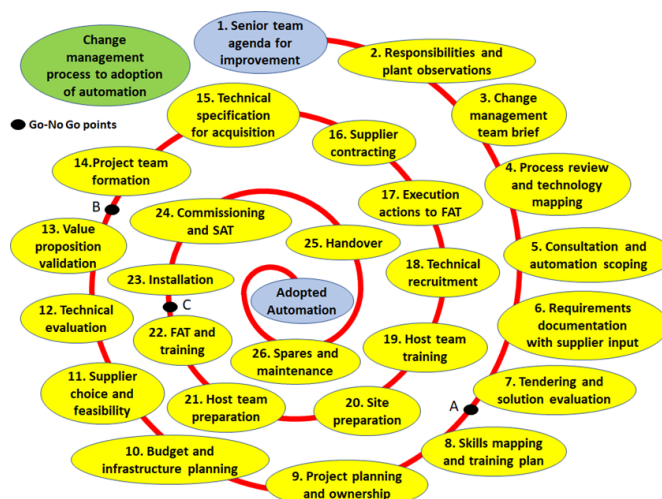 Change
management
process to adoption
of automation
Go-No Go points
1. Senior team
agenda for
improvement
2. Responsibilities and
plant observations
3. Change
management
team brief
4. Process review
and technology
mapping
5. Consultation and
automation scoping
6. Requirements
documentation
with supplier input
7. Tendering and
solution evaluation
A
8. Skills mapping
and training plan
9. Project planning
and ownership
10. Budget and
infrastructure planning
11. Supplier
choice and
feasibility
12. Technical
evaluation
13. Value
proposition
validation
B
14.Project team
formation
15. Technical
specification
for acquisition
16. Supplier
contracting
17. Execution
actions to FAT
18. Technical
recruitment
19. Host team
training
20. Site
preparation
21. Host team
preparation
22. FAT and
training
C
23. Installation
24. Commissioning
and SAT
25. Handover
26. Spares and
maintenance
Adopted
Automation